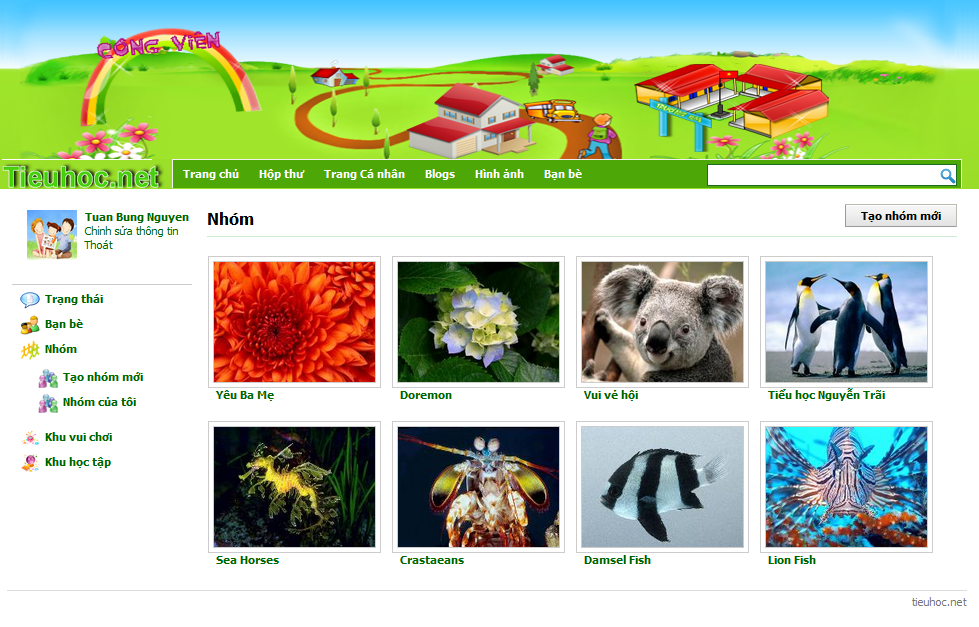 CÔNG VIÊN
Tieuhoc.net
Trang chủ Hộp thư Trang Cá nhân Blogs Hình ảnh Bạn bè
Tuan Bung Nguyen
Chỉnh sửa thông tin
Thoát
Nhóm
Tạo nhóm mới
Trạng thái
Bạn bè
Nhóm
Tạo nhóm mới
Nhóm của tôi
Khu vui chơi
Khu học tập
Yêu Ba Mẹ Doremon Vui vẻ hội Tiểu học Nguyễn Trãi
Sea Horses Crastaeans Damsel Fish Lion Fish
tieuhoc.net